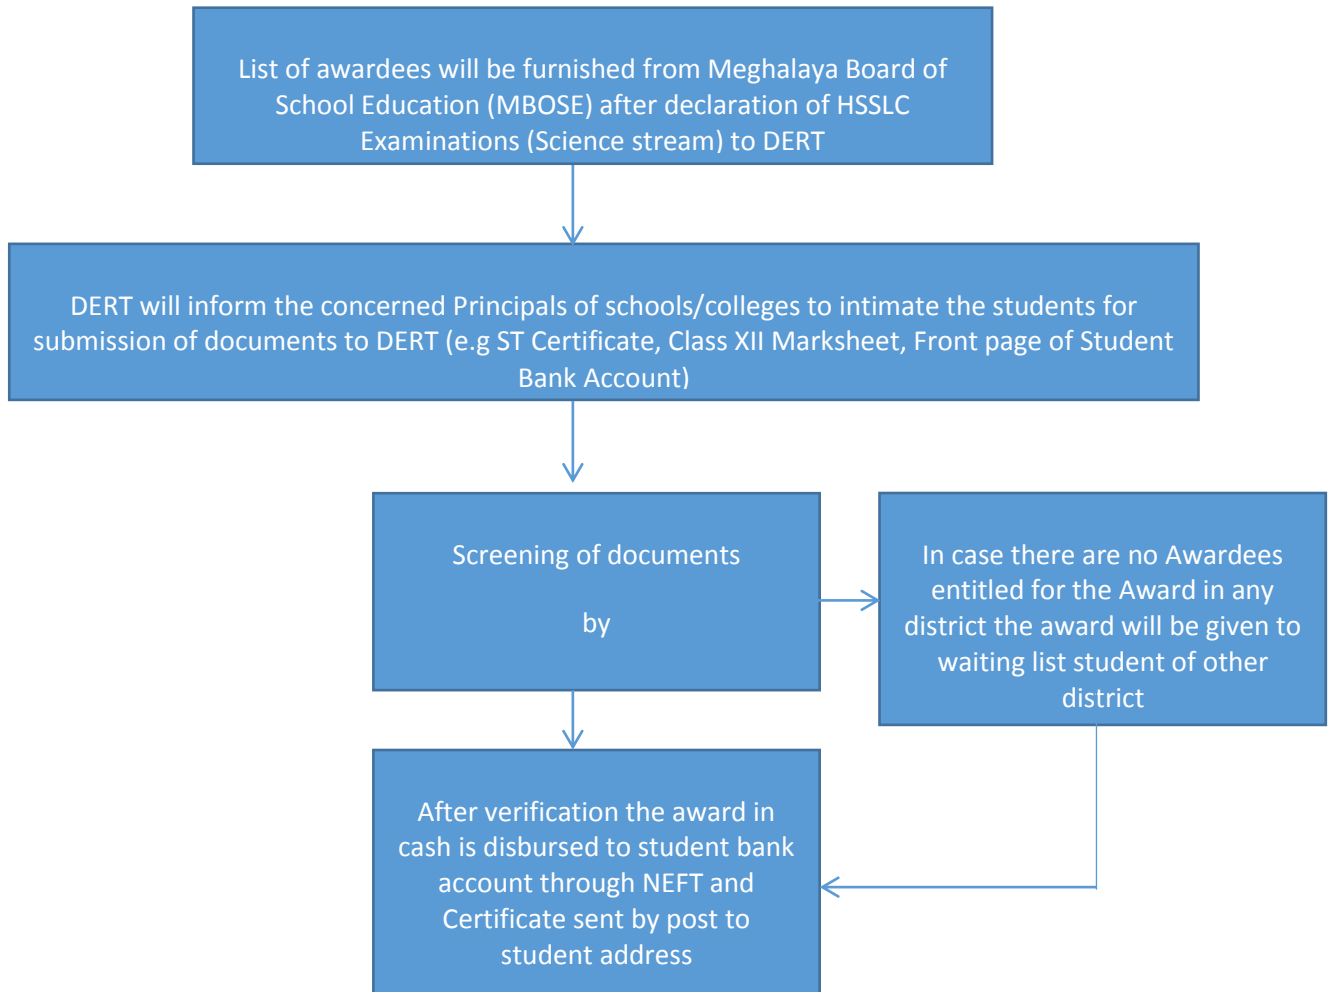 List of awardees will be furnished from Meghalaya Board of
School Education (MBOSE) after declaration of HSSLC
Examinations (Science stream) to DERT
DERT will inform the concerned Principals of schools/colleges to intimate the students for
submission of documents to DERT (e.g ST Certificate, Class XII Marksheet, Front page of Student
Bank Account)
Screening of documents
by
In case there are no Awardees
entitled for the Award in any
district the award will be given to
waiting list student of other
district
After verification the award in
cash is disbursed to student bank
account through NEFT and
Certificate sent by post to
student address